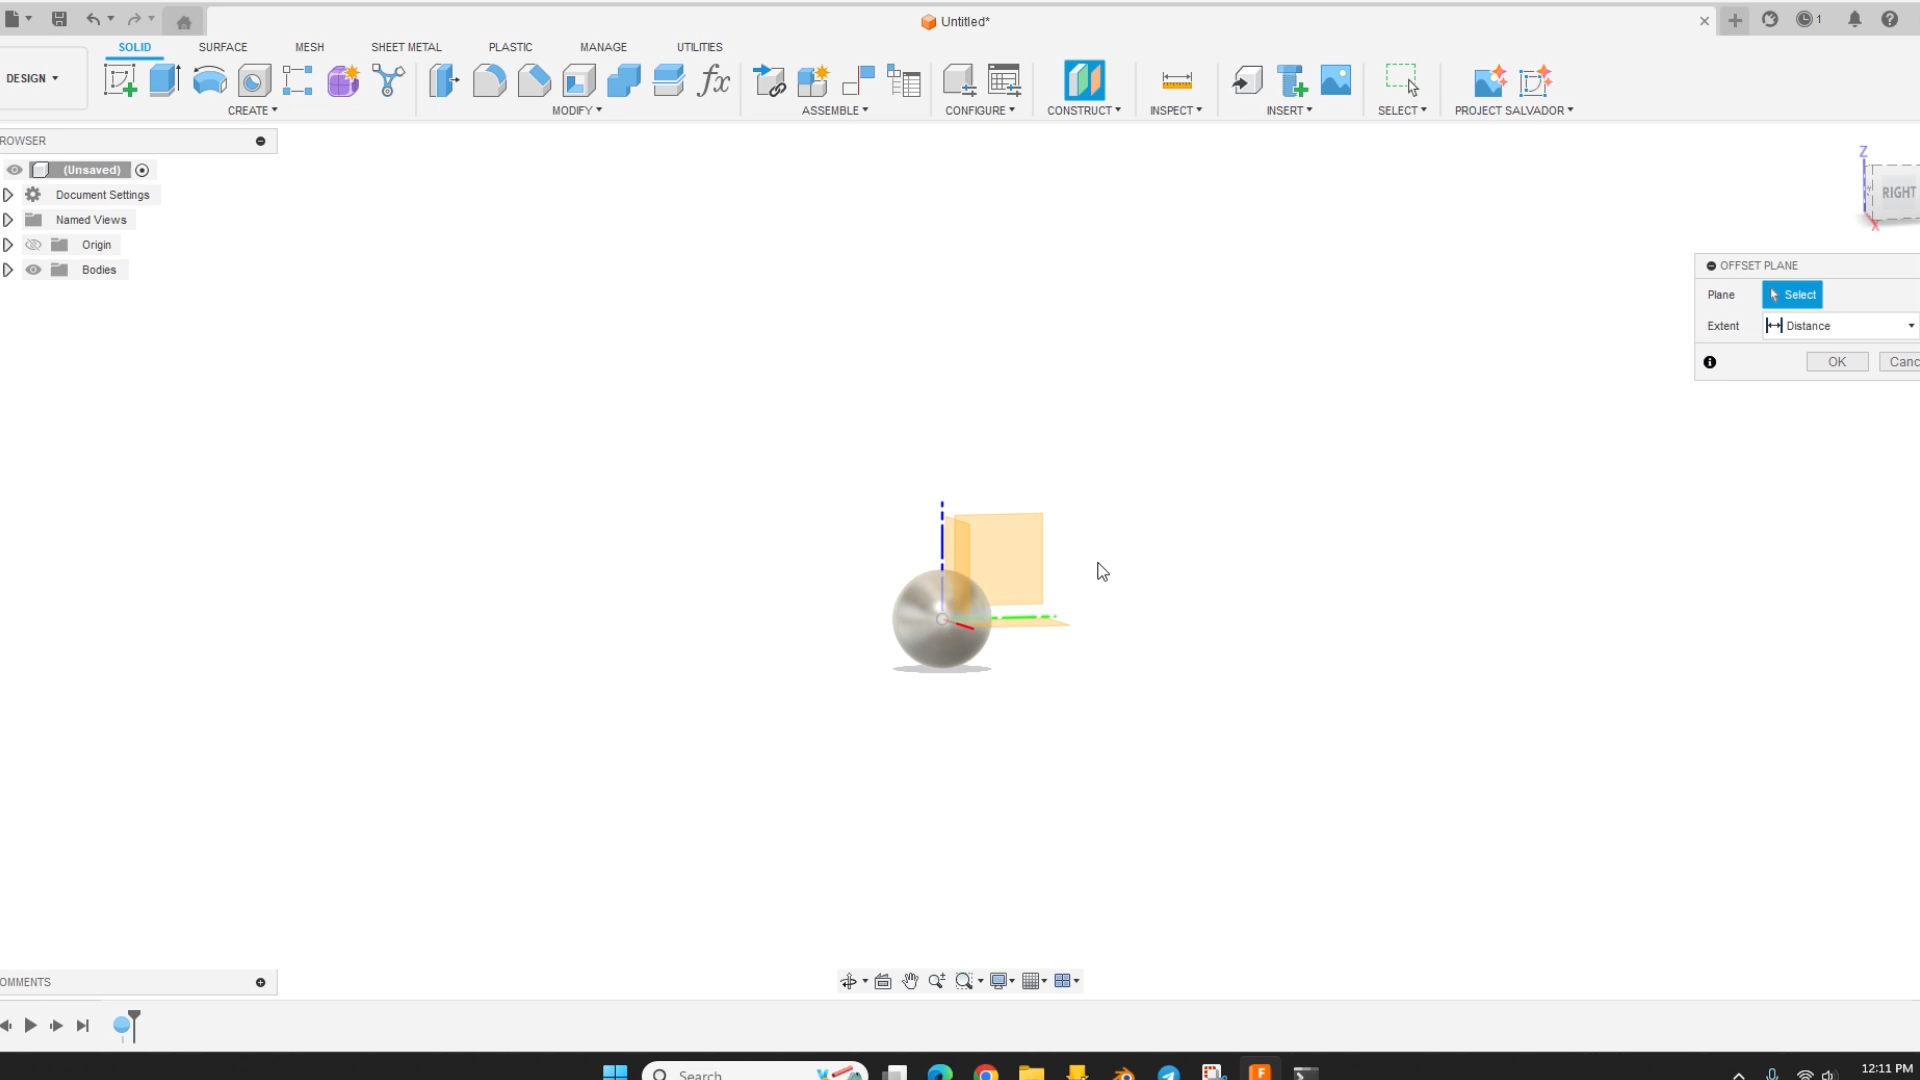 Untitled*
1
SOLID
SURFACE
MESH
SHEET METAL
PLASTIC
MANAGE
UTILITIES
DESIGN
fx
CREATE
MODIFY
ASSEMBLE
CONFIGURE
CONSTRUCT
INSPECT
INSERT
SELECT
PROJECT SALVADOR
ROWSER
(Unsaved)
Document Settings
Named Views
Origin
Bodies
Z
RIGHT
X
OFFSET PLANE
Plane
Select
Extent
Distance
OK
Canc
OMMENTS
Search
F
12:11 PM